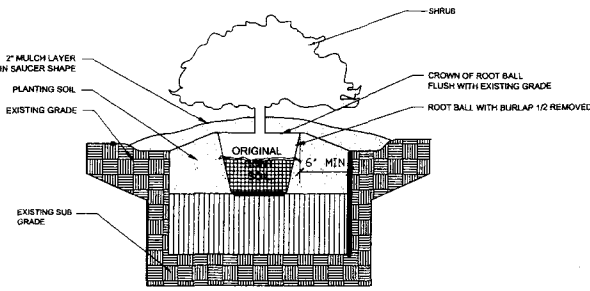 SHRUB
2" MULCH LAYER
IN SAUCER SHAPE
PLANTING SOIL
EXISTING GRADE
CROWN OF ROOT BALL
FLUSH WITH EXISTING GRADE
ROOT BALL WITH BURLAP 1/2 REMOVED
ORIGINAL
6" MIN
EXISTING SUB
GRADE